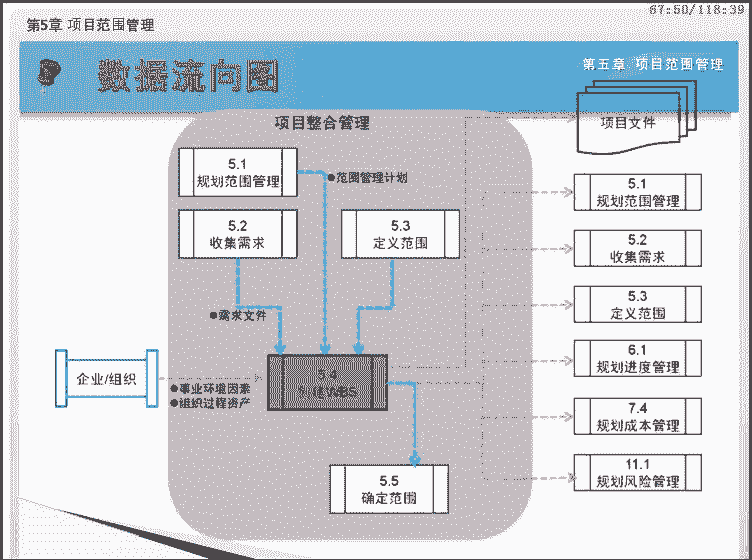 67:50/118:39
第5章 项目范围管理
数据流向图
第五章 项目范围管理
项目整合管理
项目文件
5.1
规划范围管理
●范围管理计划
5.2
收集需求
5.3
定义范围
●需求文件
企业/组织
●事业环境因素
●组织过程资产
5.4
创建WBS
5.5
确定范围
5.1
规划范围管理
5.2
收集需求
5.3
定义范围
6.1
规划进度管理
7.4
规划成本管理
11.1
规划风险管理